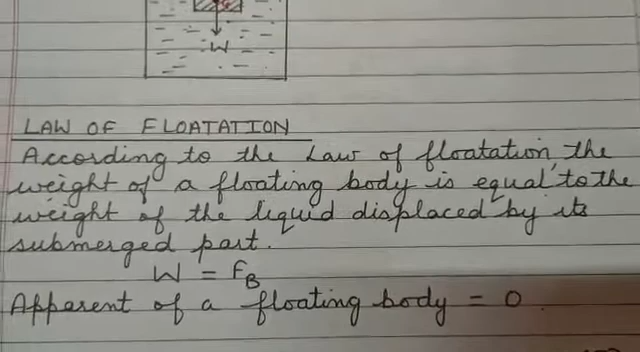 W
LAW OF FLOATATION
According to the Law of floatation, the
weight of a floating body is equal to the
weight of the liquid displaced by its
submerged part.
W = FB
Apparent of a floating body = 0